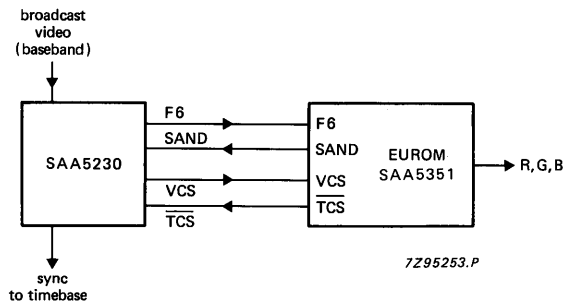 broadcast
video
(baseband)
F6
SAND
VCS
TCS
SAA5230
F6
SAND
VCS
TCS
EUROM
SAA5351
R,G,B
sync
to timebase
7Z95253.P